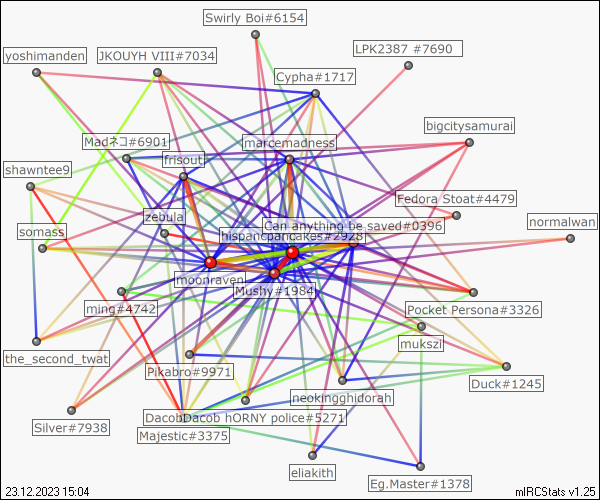 Swirly Boi#6154
LPK2387 #7690
yoshimanden
JKOUYH VIII#7034
Cypha#1717
bigcitysamurai
Madネコ#6901
marcemadness
frisout
shawntee9
Fedora Stoat#4479
zebula
Can anything be saved#0396
normalwan
somass
hispancpancakes#2928
moonraven
Mushy#1984
ming#4742
Pocket Persona#3326
mukszi
the_second_twat
Pikabro#9971
Duck#1245
neokingghidorah
Silver#7938
DacobDacob hORNY police#5271
Majestic#3375
eliakith
Eg.Master#1378
23.12.2023 15:04
mIRCStats v1.25